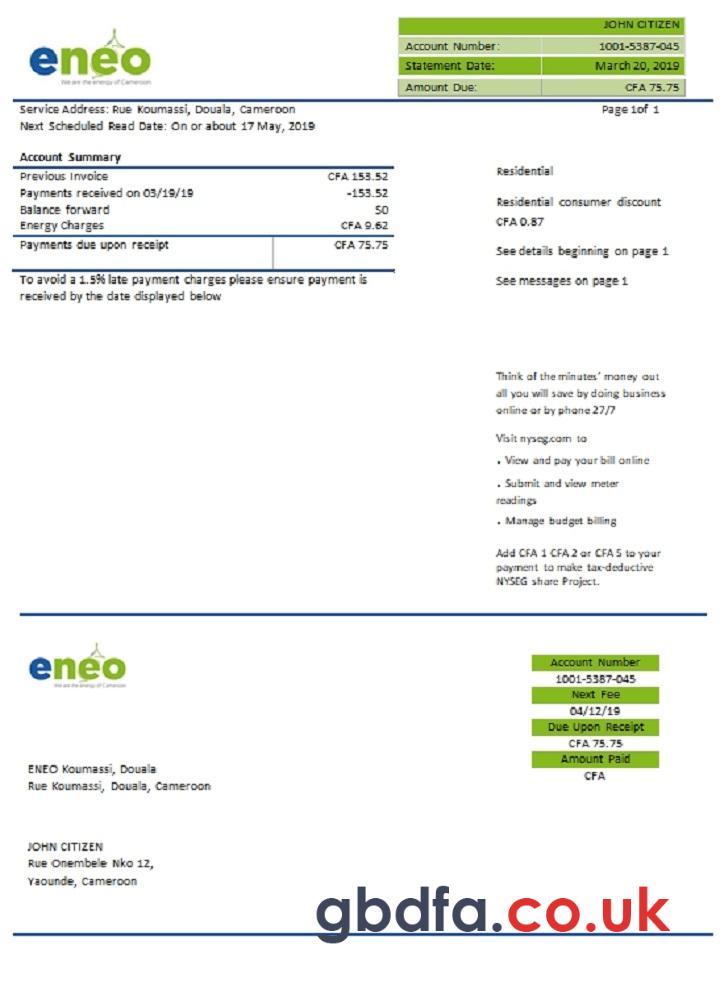 eneo
We are the energy of Cameroon
JOHN CITIZEN
Account Number: 1001-5387-045
Statement Date: March 20, 2019
Amount Due: CFA 75.75
Service Address: Rue Koumassi, Douala, Cameroon
Page 1of 1
Next Scheduled Read Date: On or about 17 May, 2019
Account Summary
Previous Invoice CFA 153.52
Payments received on 03/19/19 -153.52
Balance forward S0
Energy Charges CFA 9.62
Payments due upon receipt CFA 75.75
To avoid a 1.5% late payment charges please ensure payment is
received by the date displayed below
Residential
Residential consumer discount
CFA 0.87
See details beginning on page 1
See messages on page 1
Think of the minutes' money out
all you will save by doing business
online or by phone 27/7
Visit nyseg.com to
. View and pay your bill online
. Submit and view meter
readings
. Manage budget billing
Add CFA 1 CFA 2 or CFA 5 to your
payment to make tax-deductive
NYSEG share Project.
eneo
We are the energy of Cameroon
Account Number
1001-5387-045
Next Fee
04/12/19
Due Upon Receipt
CFA 75.75
Amount Paid
CFA
ENEO Koumassi, Douala
Rue Koumassi, Douala, Cameroon
JOHN CITIZEN
Rue Onembele Nko 12,
Yaounde, Cameroon
gbdfa.co.uk